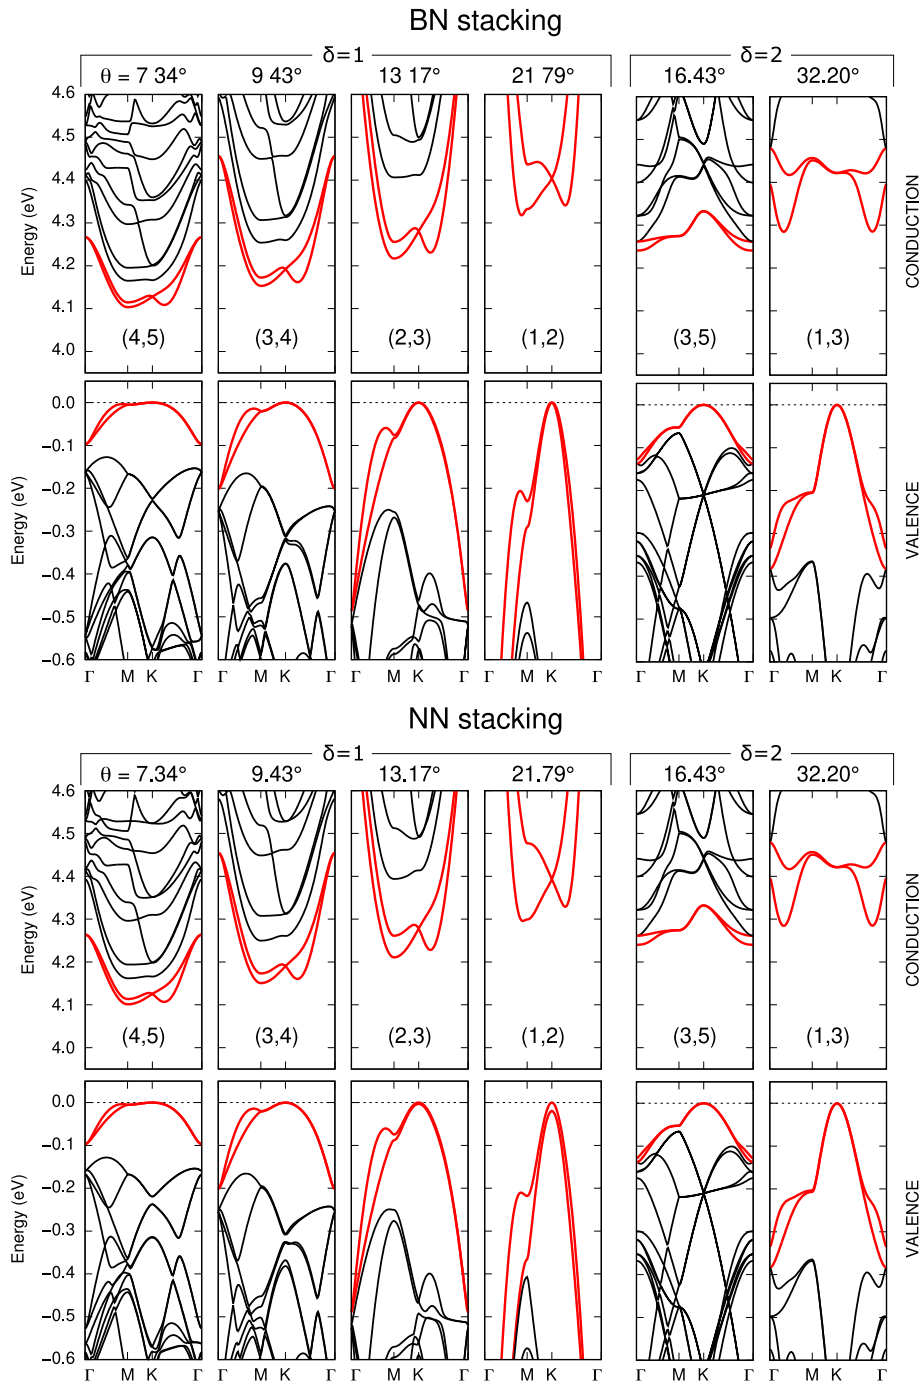 BN stacking
δ=1 δ=2
θ = 7 34° 9 43° 13 17° 21 79° 16.43° 32.20°
4.6
4.5
4.4
4.3
4.2
4.1
4.0
Energy (eV)
CONDUCTION
(4,5) (3,4) (2,3) (1,2) (3,5) (1,3)
0.0
−0.1
−0.2
−0.3
−0.4
−0.5
−0.6
Energy (eV)
VALENCE
Γ M K Γ M K Γ M K Γ M K Γ Γ M K Γ M K Γ
NN stacking
δ=1 δ=2
θ = 7.34° 9.43° 13.17° 21.79° 16.43° 32.20°
4.6
4.5
4.4
4.3
4.2
4.1
4.0
Energy (eV)
CONDUCTION
(4,5) (3,4) (2,3) (1,2) (3,5) (1,3)
0.0
−0.1
−0.2
−0.3
−0.4
−0.5
−0.6
Energy (eV)
VALENCE
Γ M K Γ M K Γ M K Γ M K Γ Γ M K Γ M K Γ